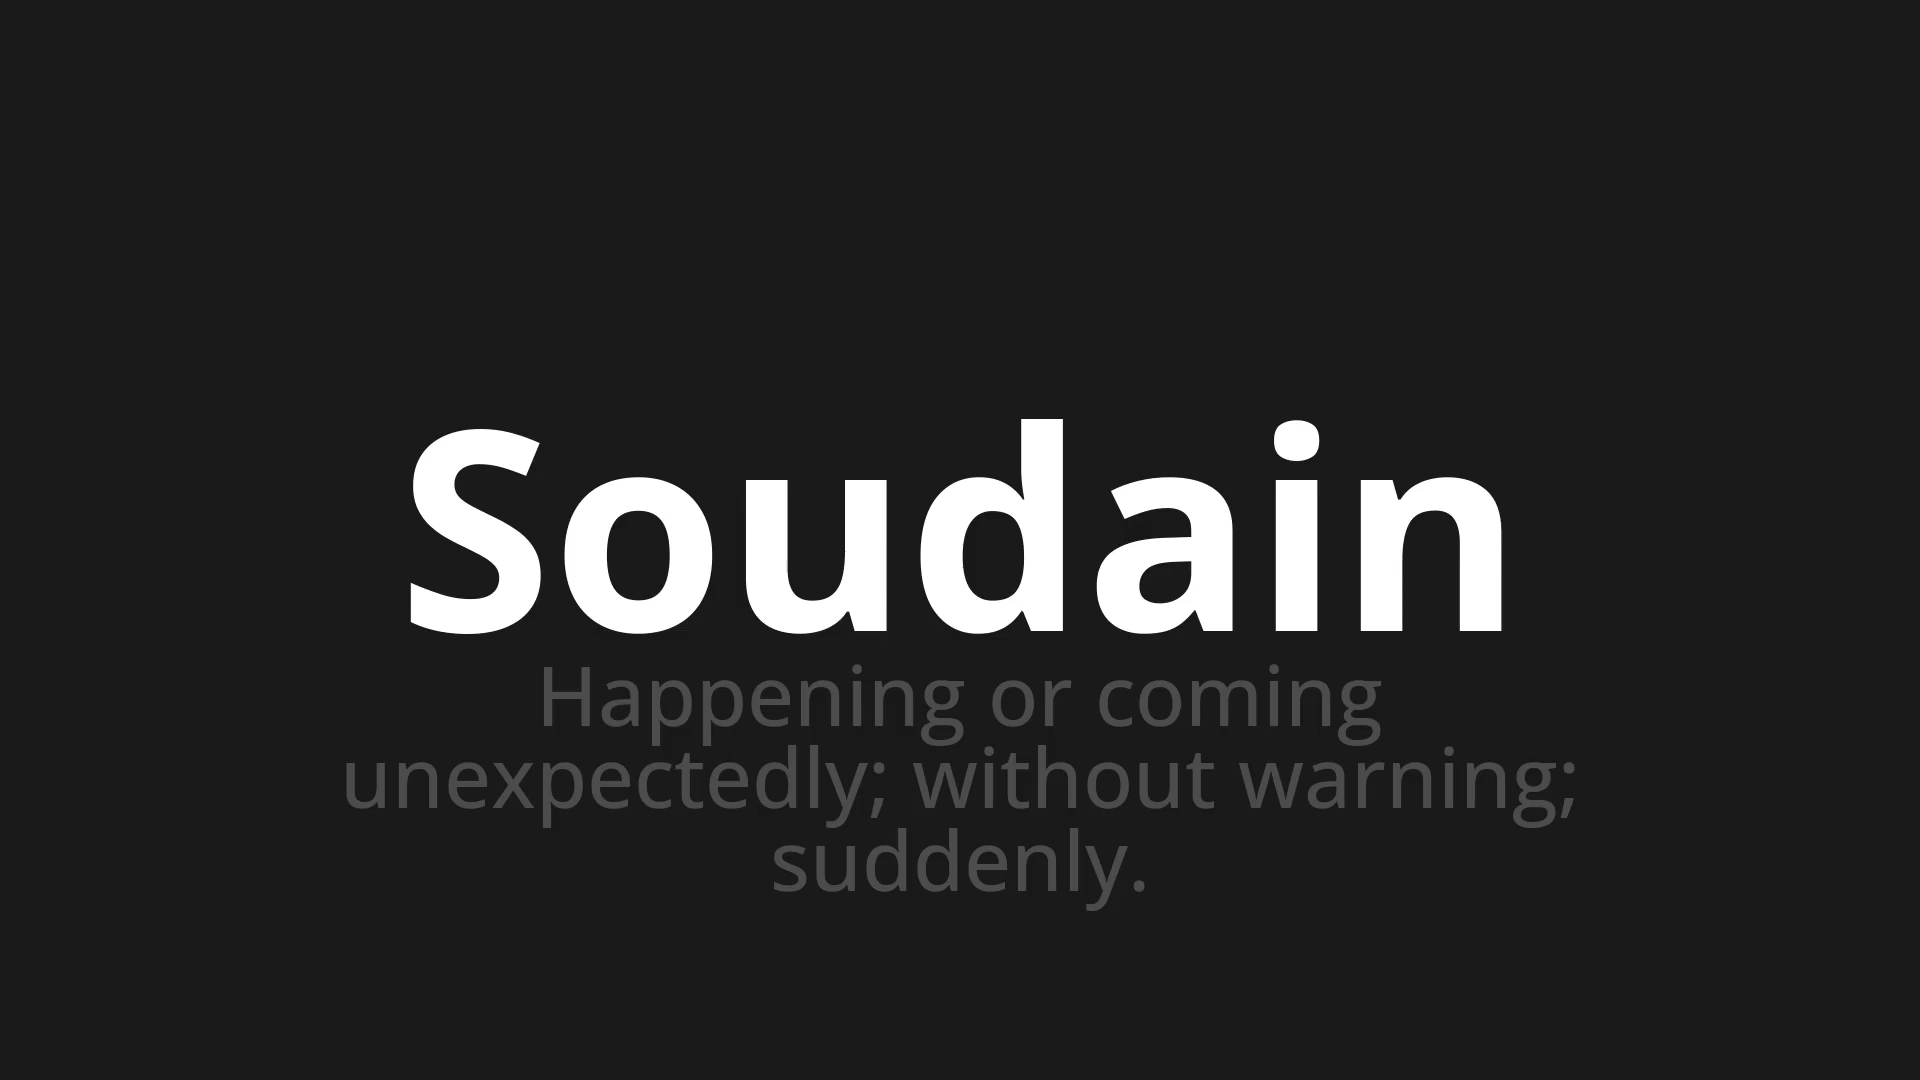 Soudain
Happening or coming
unexpectedly; without warning;
suddenly.